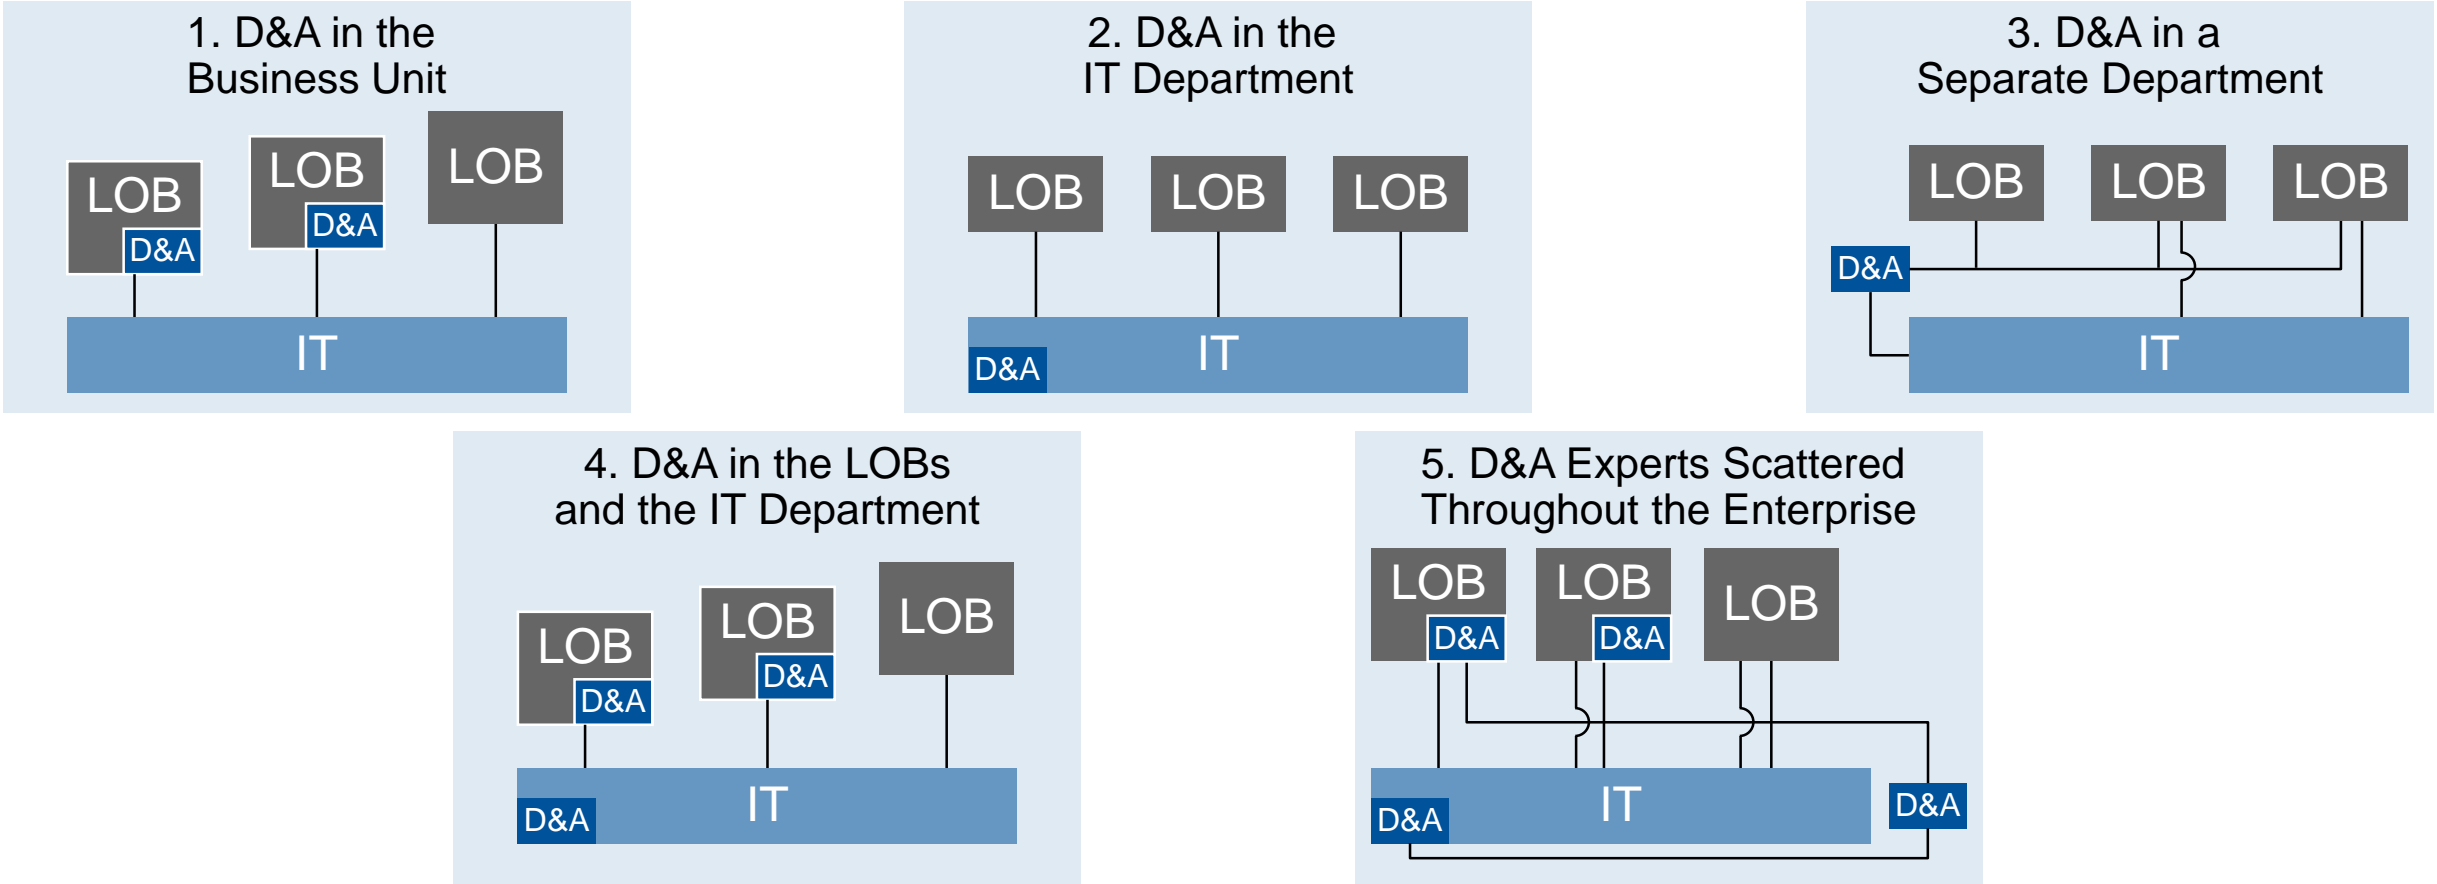 1. D&A in the
Business Unit
LOB
D&A
LOB
D&A
LOB
IT
2. D&A in the
IT Department
LOB
LOB
LOB
D&A
IT
3. D&A in a
Separate Department
LOB
LOB
LOB
D&A
IT
4. D&A in the LOBs
and the IT Department
LOB
D&A
LOB
D&A
LOB
D&A
IT
5. D&A Experts Scattered
Throughout the Enterprise
LOB
D&A
LOB
D&A
LOB
D&A
IT
D&A